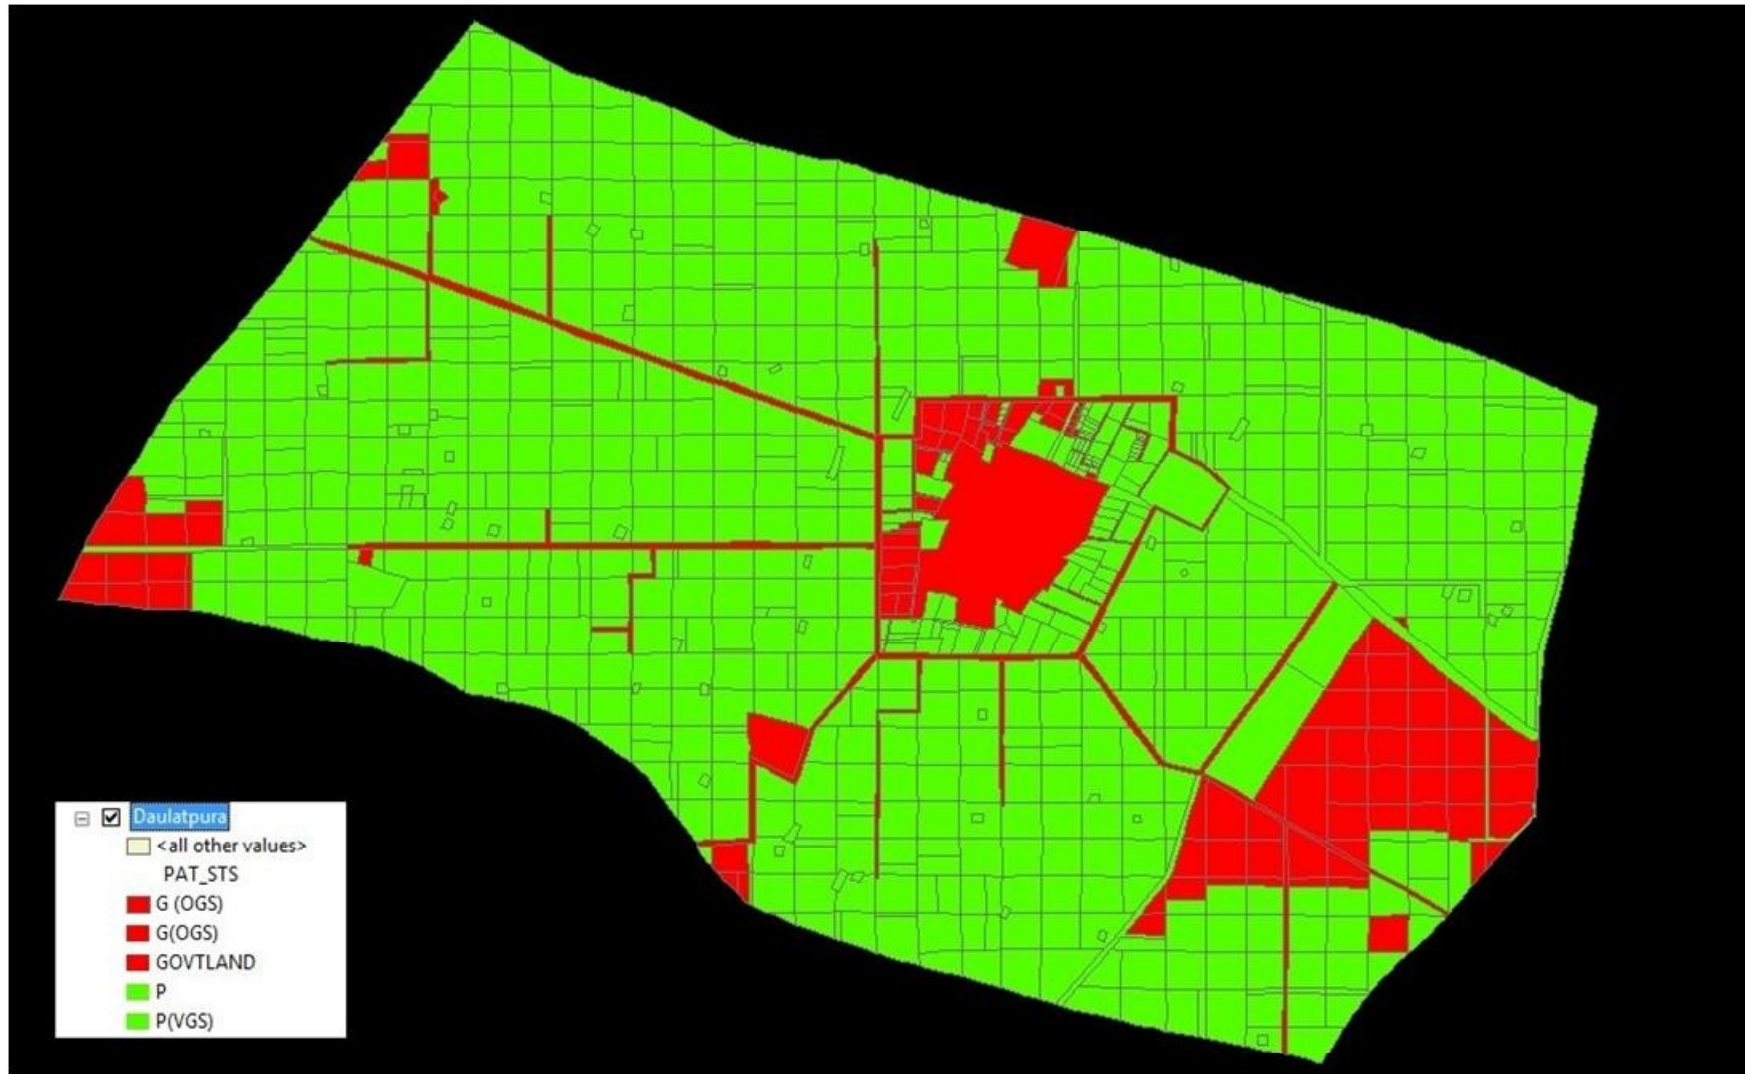 Daulatpura
<all other values>
PAT_STS
G (OGS)
G(OGS)
GOVTLAND
P
P(VGS)